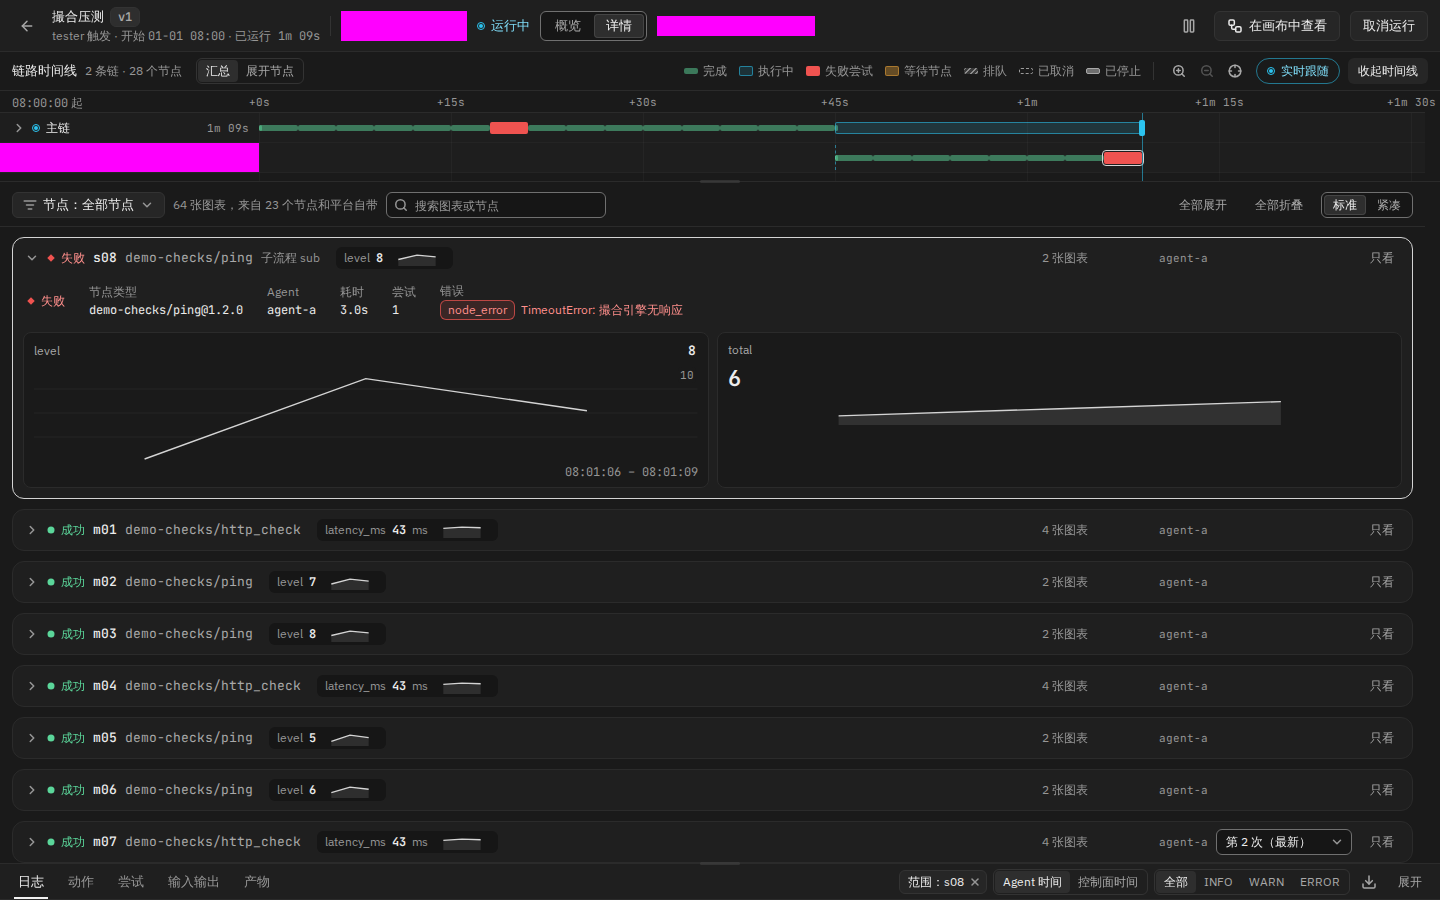 撮合压测 v1
tester 触发 · 开始 01-01 08:00 · 已运行 1m 09s
运行中
概览 详情
在画布中查看 取消运行
链路时间线 2 条链 · 28 个节点 汇总 展开节点
完成 执行中 失败尝试 等待节点 排队 已取消 已停止 实时跟随 收起时间线
08:00:00 起 +0s +15s +30s +45s +1m +1m 15s +1m 30s
主链 1m 09s
节点：全部节点 64 张图表，来自 23 个节点和平台自带 搜索图表或节点 全部展开 全部折叠 标准 紧凑
失败 s08 demo-checks/ping 子流程 sub level 8 2 张图表 agent-a 只看
失败
节点类型 Agent 耗时 尝试 错误
demo-checks/ping@1.2.0 agent-a 3.0s 1 node_error TimeoutError: 撮合引擎无响应
level 8
10
08:01:06 – 08:01:09
total
6
成功 m01 demo-checks/http_check latency_ms 43 ms 4 张图表 agent-a 只看
成功 m02 demo-checks/ping level 7 2 张图表 agent-a 只看
成功 m03 demo-checks/ping level 8 2 张图表 agent-a 只看
成功 m04 demo-checks/http_check latency_ms 43 ms 4 张图表 agent-a 只看
成功 m05 demo-checks/ping level 5 2 张图表 agent-a 只看
成功 m06 demo-checks/ping level 6 2 张图表 agent-a 只看
成功 m07 demo-checks/http_check latency_ms 43 ms 4 张图表 agent-a 第 2 次（最新） 只看
日志 动作 尝试 输入输出 产物 范围：s08 Agent 时间 控制面时间 全部 INFO WARN ERROR 展开